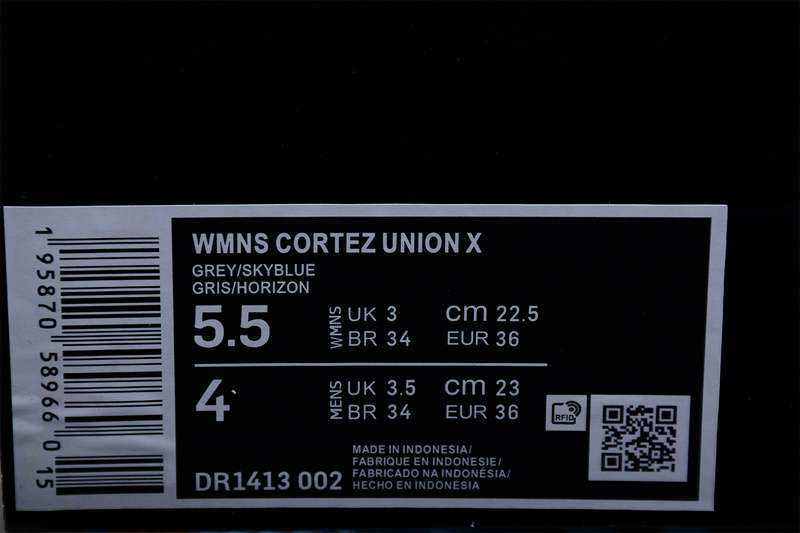 WMNS CORTEZ UNION X
GREY/SKYBLUE
GRIS/HORIZON
5.5 WMNS UK 3 cm 22.5
BR 34 EUR 36
4 MENS UK 3.5 cm 23
BR 34 EUR 36
RFID
MADE IN INDONESIA/
FABRIQUE EN INDONESIE/
FABRICADO NA INDONÉSIA/
DR1413 002 HECHO EN INDONESIA
1 95870 58966 0 15